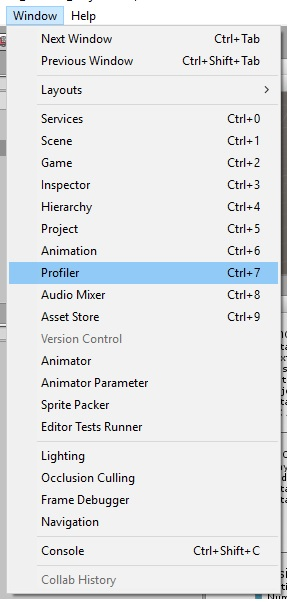 Window Help
Next Window Ctrl+Tab
Previous Window Ctrl+Shift+Tab
Layouts >
Services Ctrl+0
Scene Ctrl+1
Game Ctrl+2
Inspector Ctrl+3
Hierarchy Ctrl+4
Project Ctrl+5
Animation Ctrl+6
Profiler Ctrl+7
Audio Mixer Ctrl+8
Asset Store Ctrl+9
Version Control
Animator
Animator Parameter
Sprite Packer
Editor Tests Runner
Lighting
Occlusion Culling
Frame Debugger
Navigation
Console Ctrl+Shift+C
Collab History